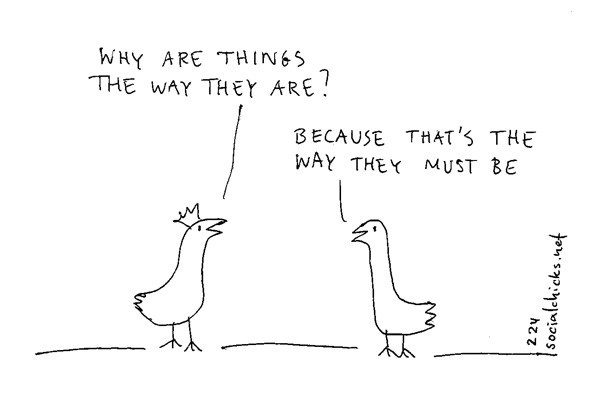 WHY ARE THINGS
THE WAY THEY ARE?
BECAUSE THAT'S THE
WAY THEY MUST BE
224
socialchicks.net